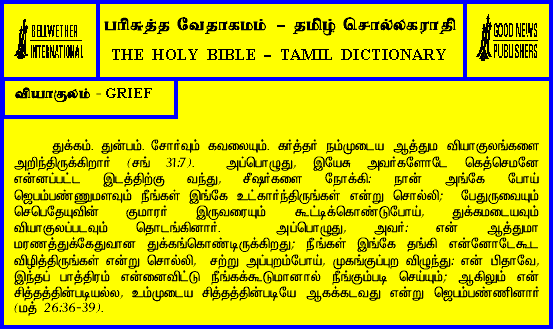 BELLWETHER
INTERNATIONAL
பரிசுத்த வேதாகமம் – தமிழ் சொல்லகராதி
THE HOLY BIBLE – TAMIL DICTIONARY
GOOD NEWS
PUBLISHERS
வியாகுலம் - GRIEF
துக்கம். துன்பம். சோர்வும் கவலையும். கர்த்தர் நம்முடைய ஆத்தும வியாகுலங்களை
அறிந்திருக்கிறார் (சங் 31:7). அப்பொழுது, இயேசு அவர்களோடே கெத்செமனே
என்னப்பட்ட இடத்திற்கு வந்து, சீஷர்களை நோக்கி: நான் அங்கே போய்
ஜெபம்பண்ணுமளவும் நீங்கள் இங்கே உட்கார்ந்திருங்கள் என்று சொல்லி; பேதுருவையும்
செபெதேயுவின் குமாரர் இருவரையும் கூட்டிக்கொண்டுபோய், துக்கமடையவும்
வியாகுலப்படவும் தொடங்கினார். அப்பொழுது, அவர்: என் ஆத்துமா
மரணத்துக்கேதுவான துக்கங்கொண்டிருக்கிறது; நீங்கள் இங்கே தங்கி என்னோடேகூட
விழித்திருங்கள் என்று சொல்லி, சற்று அப்புறம்போய், முகங்குப்புற விழுந்து: என் பிதாவே,
இந்தப் பாத்திரம் என்னைவிட்டு நீங்கக்கூடுமானால் நீங்கும்படி செய்யும்; ஆகிலும் என்
சித்தத்தின்படியல்ல, உம்முடைய சித்தத்தின்படியே ஆகக்கடவது என்று ஜெபம்பண்ணினார்
(மத் 26:36-39).